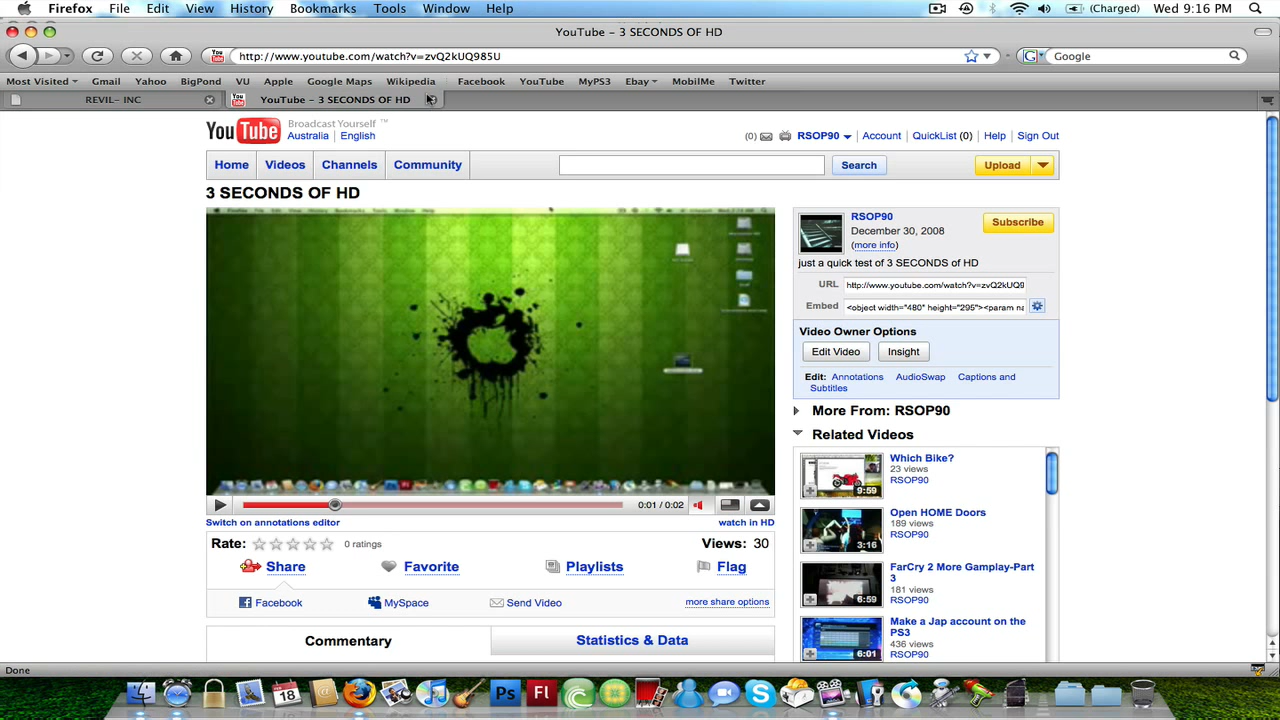 Firefox File Edit View History Bookmarks Tools Window Help (Charged) Wed 9:16 PM
YouTube - 3 SECONDS OF HD
http://www.youtube.com/watch?v=zvQ2kUQ985U Google
Most Visited Gmail Yahoo BigPond VU Apple Google Maps Wikipedia Facebook YouTube MyPS3 Ebay MobilMe Twitter
REVIL- INC YouTube - 3 SECONDS OF HD
YouTube Broadcast Yourself ™
Australia English
(0) RSOP90 Account QuickList (0) Help Sign Out
Home Videos Channels Community Search Upload
3 SECONDS OF HD
RSOP90
December 30, 2008
(more info)
Subscribe
just a quick test of 3 SECONDS OF HD
URL http://www.youtube.com/watch?v=zvQ2kUQ9
Embed <object width="480" height="295"><param na
Video Owner Options
Edit Video Insight
Edit: Annotations AudioSwap Captions and
Subtitles
More From: RSOP90
Related Videos
Which Bike?
23 views
RSOP90
9:59
Open HOME Doors
189 views
RSOP90
3:16
FarCry 2 More Gamplay-Part
3
181 views
RSOP90
6:59
Make a Jap account on the
PS3
436 views
RSOP90
6:01
0:01 / 0:02
Switch on annotations editor watch in HD
Rate: 0 ratings Views: 30
Share Favorite Playlists Flag
Facebook MySpace Send Video more share options
Commentary Statistics & Data
Done
18 Ps Fl